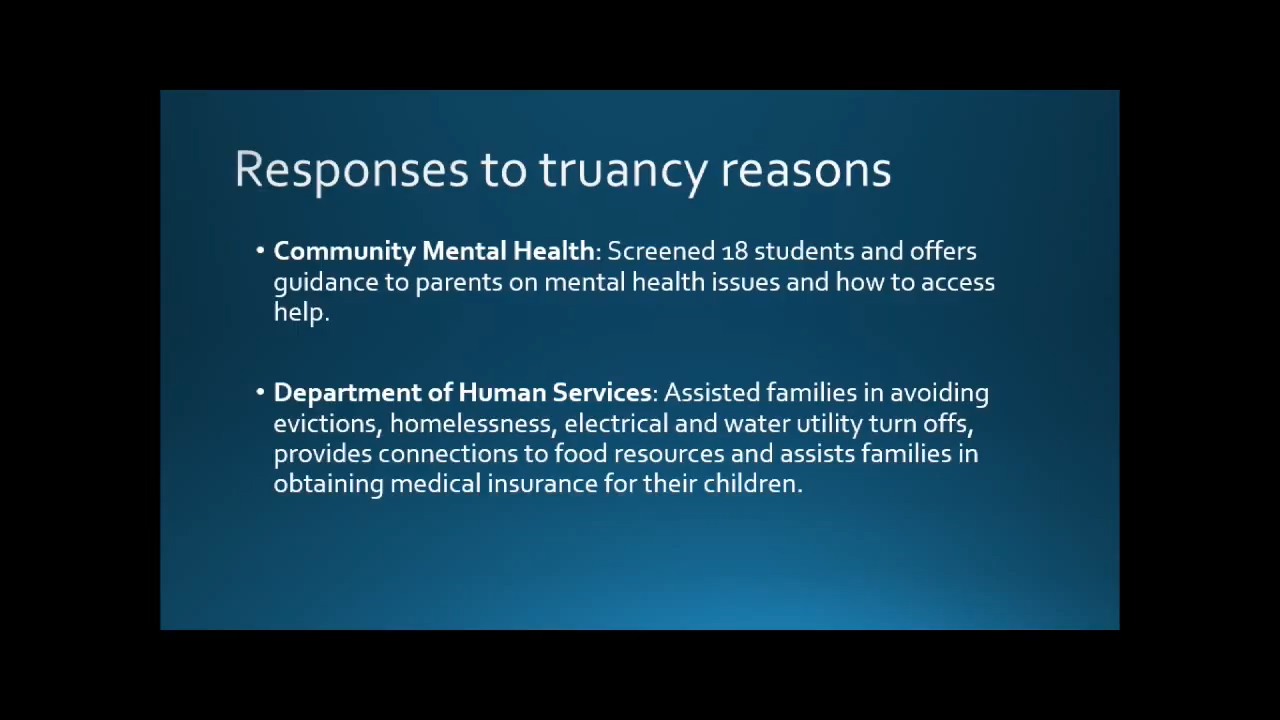 Responses to truancy reasons
• Community Mental Health: Screened 18 students and offers
guidance to parents on mental health issues and how to access
help.
• Department of Human Services: Assisted families in avoiding
evictions, homelessness, electrical and water utility turn offs,
provides connections to food resources and assists families in
obtaining medical insurance for their children.